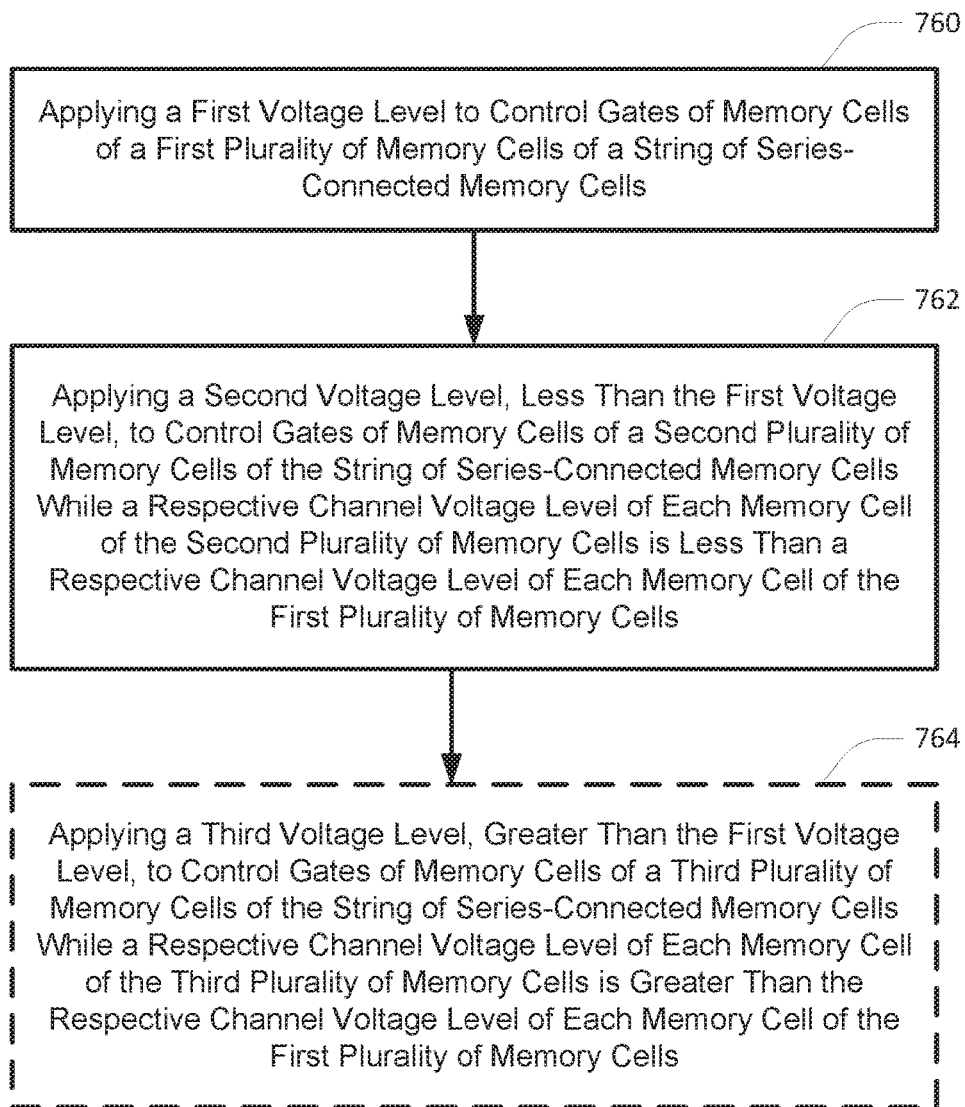 760
Applying a First Voltage Level to Control Gates of Memory Cells
of a First Plurality of Memory Cells of a String of Series-
Connected Memory Cells
762
Applying a Second Voltage Level, Less Than the First Voltage
Level, to Control Gates of Memory Cells of a Second Plurality of
Memory Cells of the String of Series-Connected Memory Cells
While a Respective Channel Voltage Level of Each Memory Cell
of the Second Plurality of Memory Cells is Less Than a
Respective Channel Voltage Level of Each Memory Cell of the
First Plurality of Memory Cells
764
Applying a Third Voltage Level, Greater Than the First Voltage
Level, to Control Gates of Memory Cells of a Third Plurality of
Memory Cells of the String of Series-Connected Memory Cells
While a Respective Channel Voltage Level of Each Memory Cell
of the Third Plurality of Memory Cells is Greater Than the
Respective Channel Voltage Level of Each Memory Cell of the
First Plurality of Memory Cells